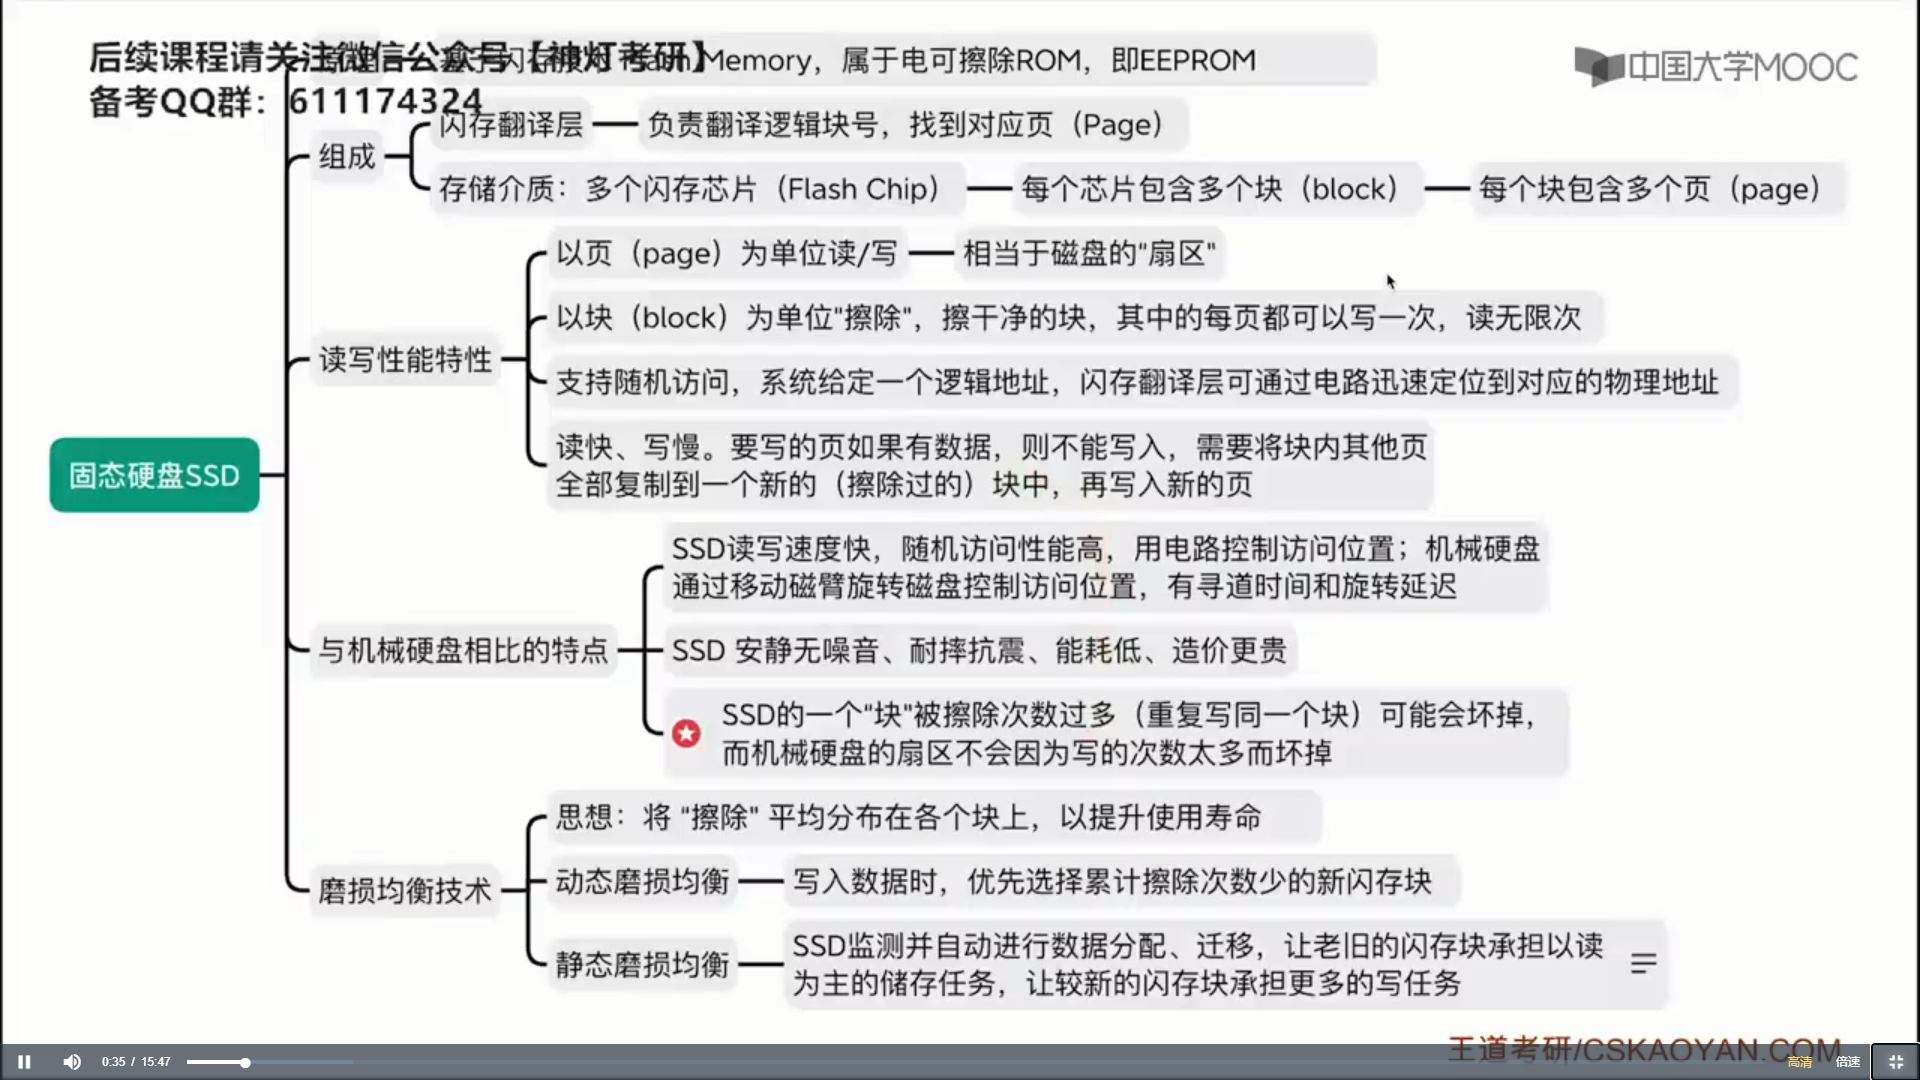 后续课程请关注微信公众号【神灯考研】
备考QQ群：611174324
Memory，属于电可擦除ROM，即EEPROM
中国大学MOOC
组成
闪存翻译层
负责翻译逻辑块号，找到对应页（Page）
存储介质：多个闪存芯片（Flash Chip）
每个芯片包含多个块（block）
每个块包含多个页（page）
读写性能特性
以页（page）为单位读/写
相当于磁盘的"扇区"
以块（block）为单位"擦除"，擦干净的块，其中的每页都可以写一次，读无限次
支持随机访问，系统给定一个逻辑地址，闪存翻译层可通过电路迅速定位到对应的物理地址
读快、写慢。要写的页如果有数据，则不能写入，需要将块内其他页
全部复制到一个新的（擦除过的）块中，再写入新的页
固态硬盘SSD
与机械硬盘相比的特点
SSD读写速度快，随机访问性能高，用电路控制访问位置；机械硬盘
通过移动磁臂旋转磁盘控制访问位置，有寻道时间和旋转延迟
SSD 安静无噪音、耐摔抗震、能耗低、造价更贵
SSD的一个"块"被擦除次数过多（重复写同一个块）可能会坏掉，
而机械硬盘的扇区不会因为写的次数太多而坏掉
磨损均衡技术
思想：将 "擦除" 平均分布在各个块上，以提升使用寿命
动态磨损均衡
写入数据时，优先选择累计擦除次数少的新闪存块
静态磨损均衡
SSD监测并自动进行数据分配、迁移，让老旧的闪存块承担以读
为主的储存任务，让较新的闪存块承担更多的写任务
王道考研/CSKAOYAN.COM
0:35 / 15:47
高清
倍速